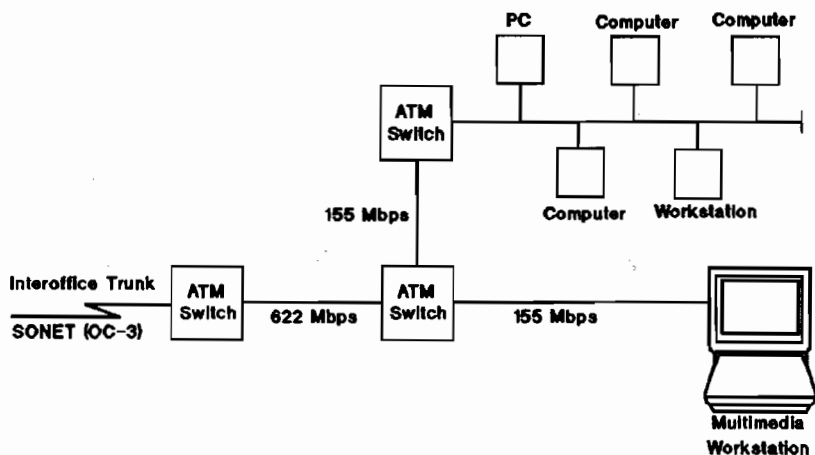 PC
Computer
Computer
ATM
Switch
Computer
Workstation
155 Mbps
Interoffice Trunk
SONET (OC-3)
ATM
Switch
622 Mbps
ATM
Switch
155 Mbps
Multimedia
Workstation